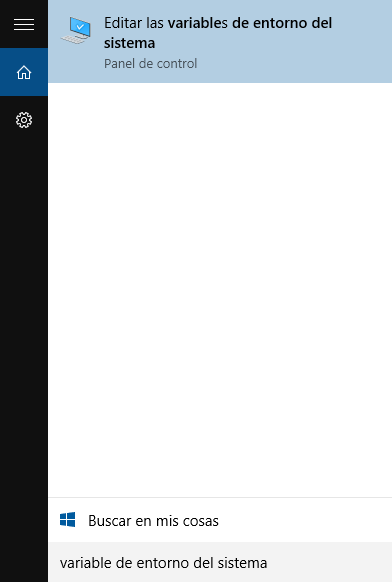 Editar las variables de entorno del
sistema
Panel de control
Buscar en mis cosas
variable de entorno del sistema